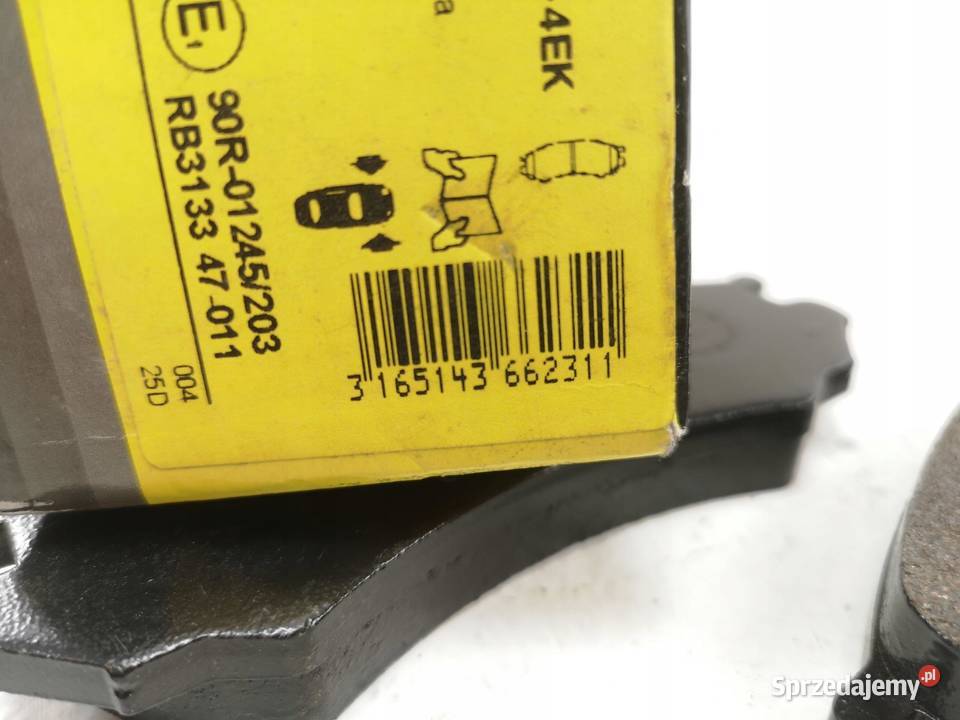 E1
90R-01245/203
RB3133 47-011
004
25D
4EK
a
3 165143 662311
Sprzedajemy.pl